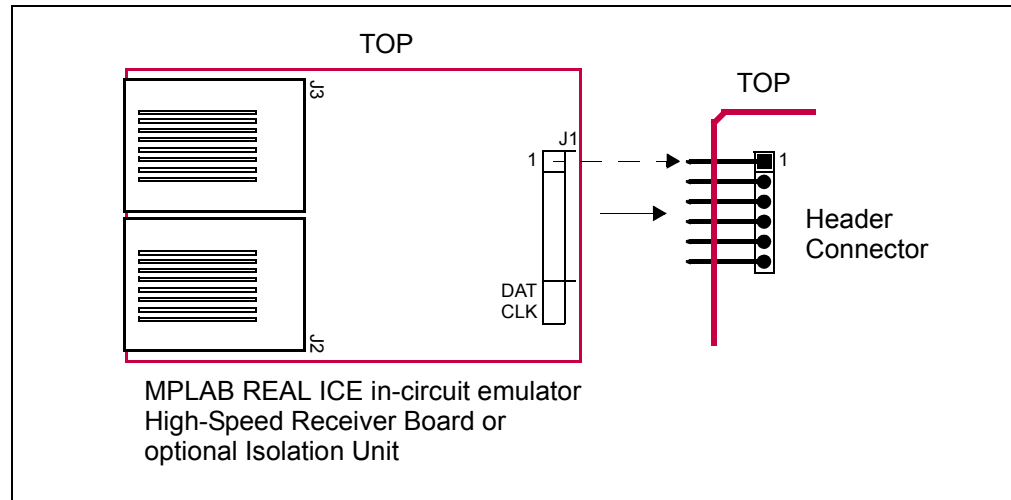 TOP
J3
J1
1
DAT
CLK
J2
MPLAB REAL ICE in-circuit emulator
High-Speed Receiver Board or
optional Isolation Unit
TOP
1
Header
Connector